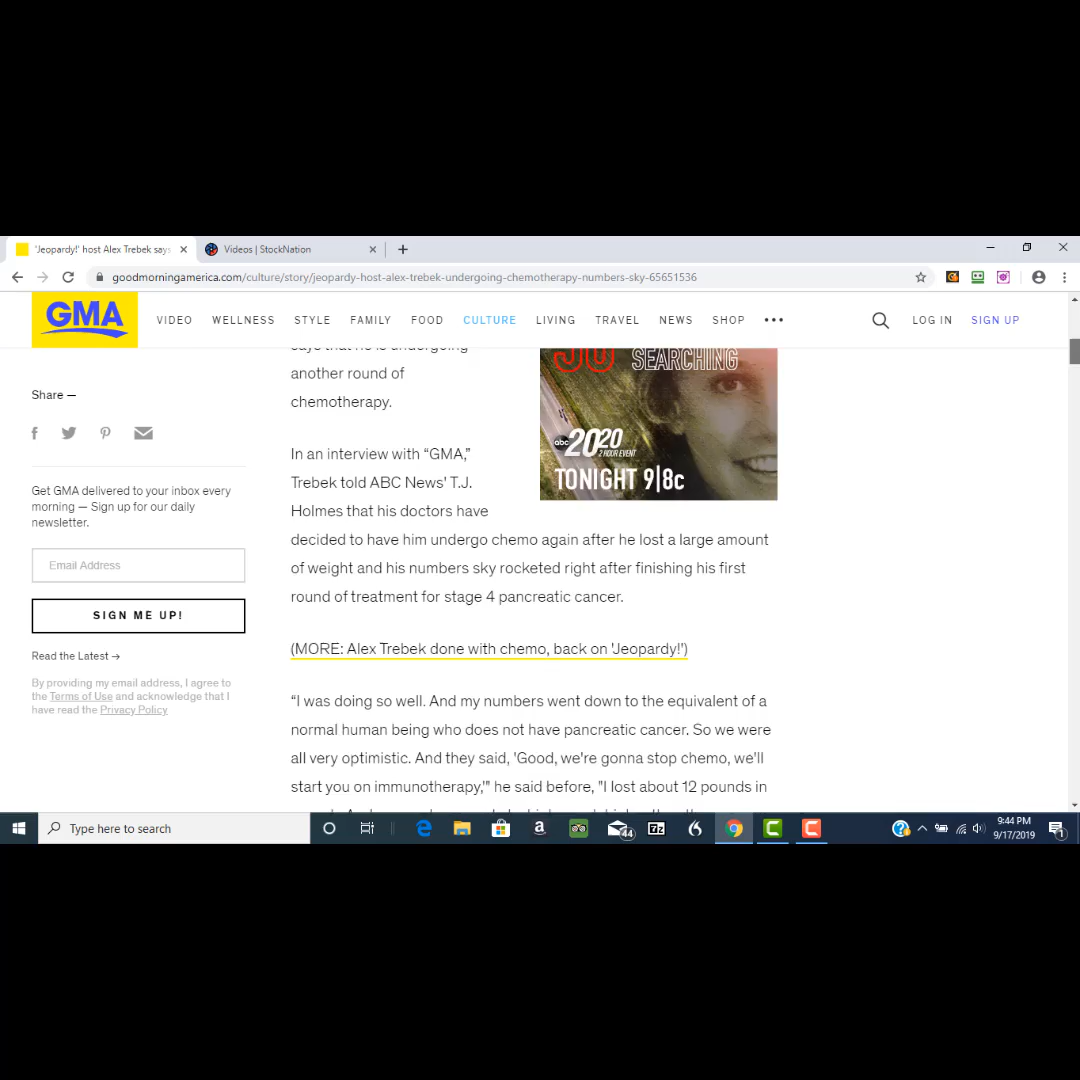 'Jeopardy!' host Alex Trebek says
Videos | StockNation
goodmorningamerica.com/culture/story/jeopardy-host-alex-trebek-undergoing-chemotherapy-numbers-sky-65651536
GMA
VIDEO WELLNESS STYLE FAMILY FOOD CULTURE LIVING TRAVEL NEWS SHOP ••• LOG IN SIGN UP
Share —
Get GMA delivered to your inbox every
morning — Sign up for our daily
newsletter.
Email Address
SIGN ME UP!
Read the Latest →
By providing my email address, I agree to
the Terms of Use and acknowledge that I
have read the Privacy Policy
says that he is undergoing
another round of
chemotherapy.
In an interview with “GMA,”
Trebek told ABC News' T.J.
Holmes that his doctors have
decided to have him undergo chemo again after he lost a large amount
of weight and his numbers sky rocketed right after finishing his first
round of treatment for stage 4 pancreatic cancer.
(MORE: Alex Trebek done with chemo, back on 'Jeopardy!')
“I was doing so well. And my numbers went down to the equivalent of a
normal human being who does not have pancreatic cancer. So we were
all very optimistic. And they said, 'Good, we're gonna stop chemo, we'll
start you on immunotherapy,'" he said before, "I lost about 12 pounds in
SEARCHING
abc 2020
2 HOUR EVENT
TONIGHT 9|8c
Type here to search
44
7Z
9:44 PM
9/17/2019
1